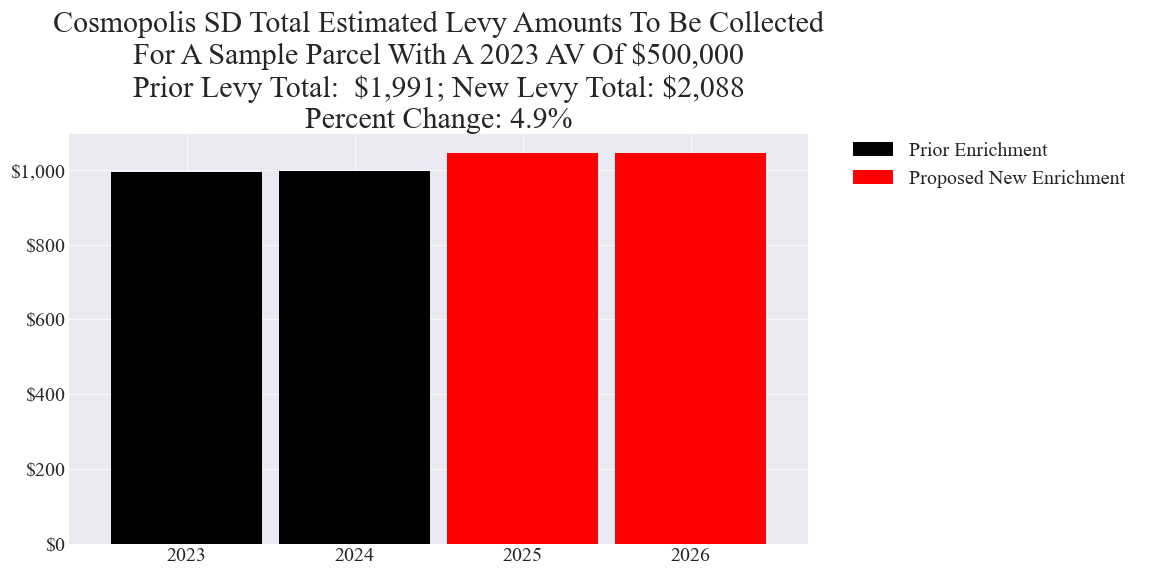 Cosmopolis SD Total Estimated Levy Amounts To Be Collected
For A Sample Parcel With A 2023 AV Of $500,000
Prior Levy Total:  $1,991; New Levy Total: $2,088
Percent Change: 4.9%
Prior Enrichment
Proposed New Enrichment
$1,000
$800
$600
$400
$200
$0
2023 2024 2025 2026